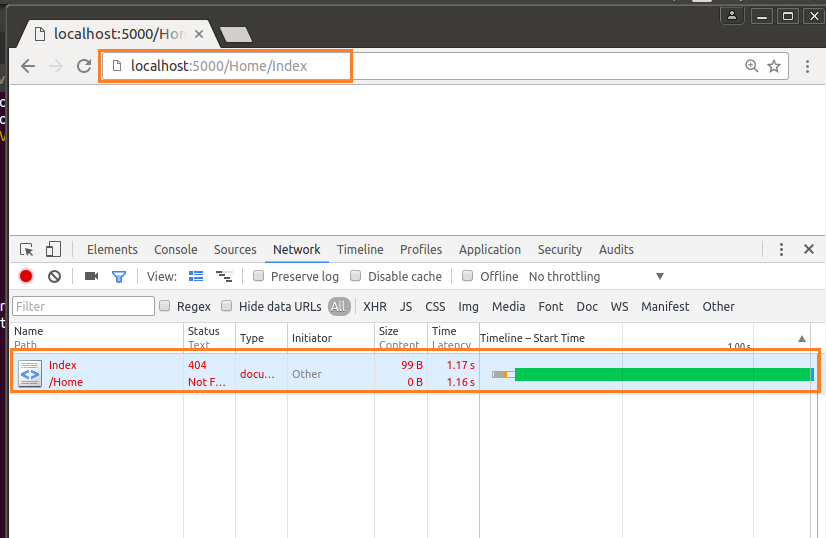 localhost:5000/Hom
localhost:5000/Home/Index
Elements Console Sources Network Timeline Profiles Application Security Audits
View: Preserve log Disable cache Offline No throttling
Filter Regex Hide data URLs All XHR JS CSS Img Media Font Doc WS Manifest Other
Name Status Type Initiator Size Time Timeline – Start Time
Path Text Content Latency 1.00 s
Index 404 docu... Other 99 B 1.17 s
/Home Not F... 0 B 1.16 s